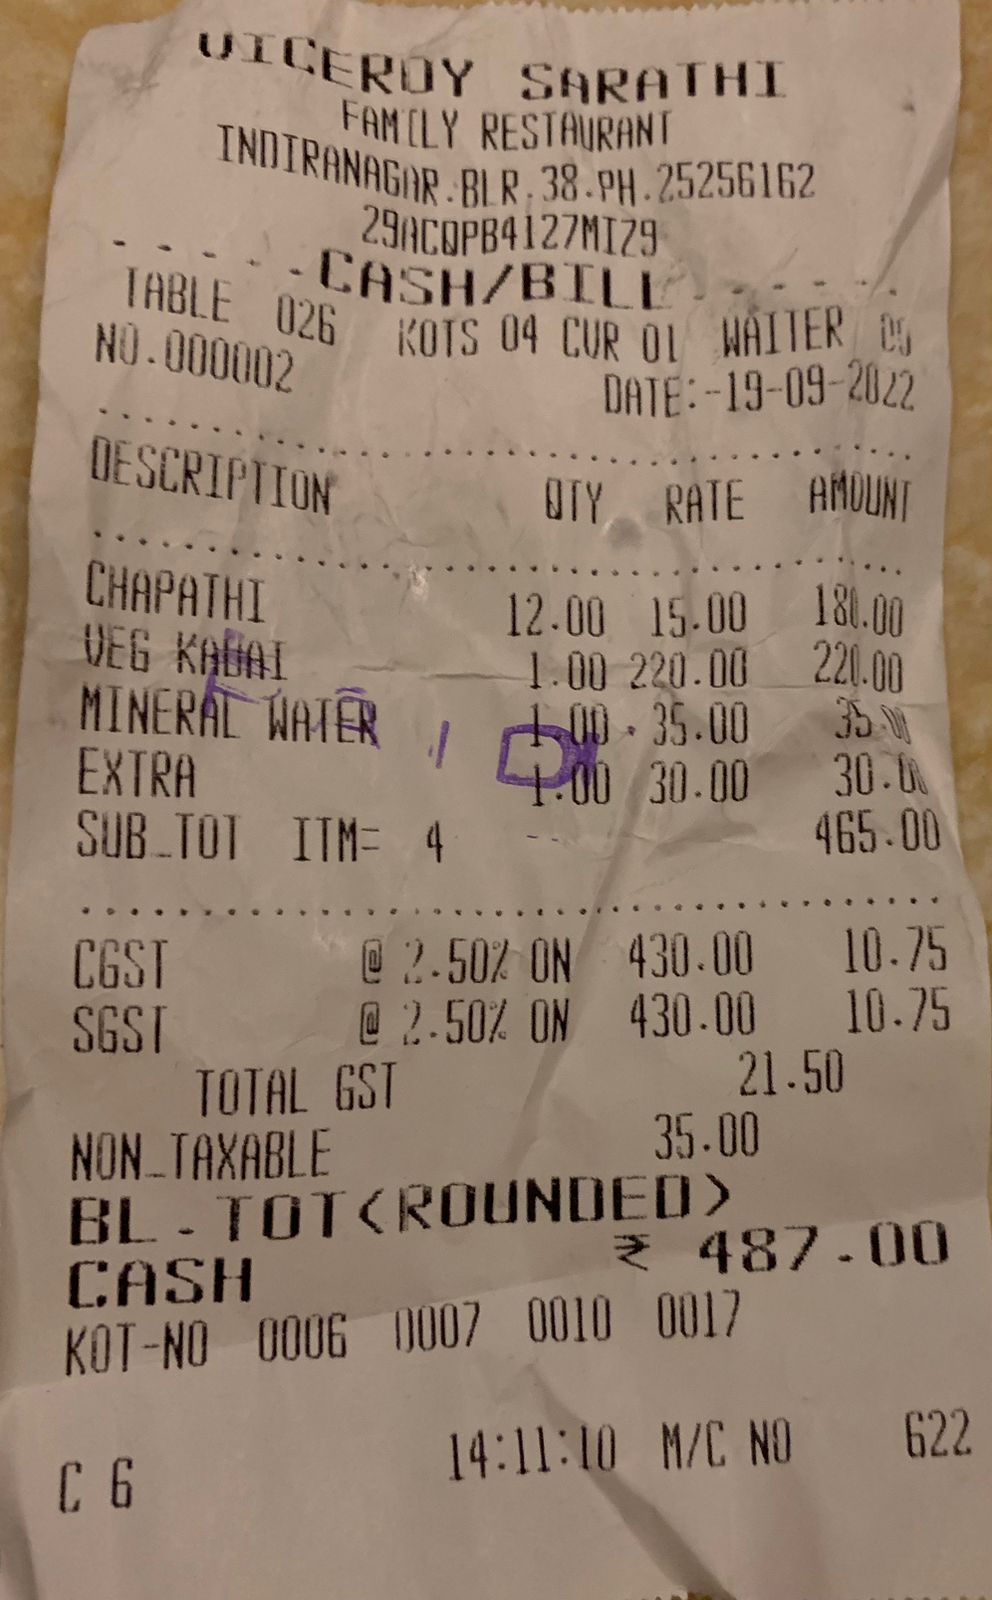 VICEROY SARATHI
FAMILY RESTAURANT
INDIRANAGAR.BLR.38.PH.25256162
29ACQPB4127MIZ9
- - - - - CASH/BILL - - - - -
TABLE 026 KOTS 04 CVR 01 WAITER
NO.000002 DATE:-19-09-2022
DESCRIPTION QTY RATE AMOUNT
CHAPATHI 12.00 15.00 180.00
VEG KADAI 1.00 220.00 220.00
MINERAL WATER 1.00 35.00 35.00
EXTRA 1.00 30.00 30.00
SUB_TOT ITM= 4 465.00
CGST @ 2.50% ON 430.00 10.75
SGST @ 2.50% ON 430.00 10.75
TOTAL GST 21.50
NON_TAXABLE 35.00
BL.TOT(ROUNDED)
₹ 487.00
CASH
KOT-NO 0006 0007 0010 0017
14:11:10 M/C NO 622
C 6